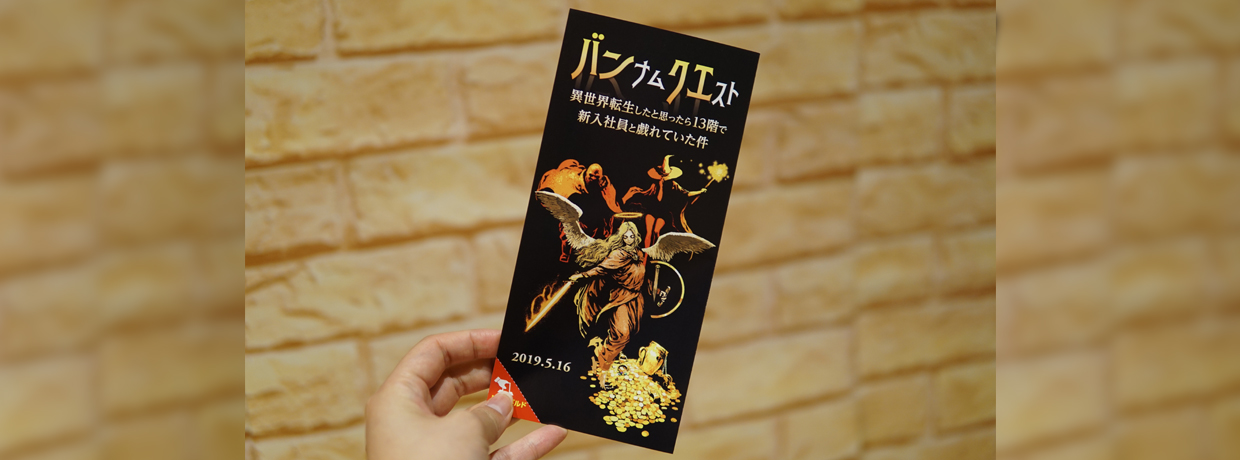 バンナムクエスト
異世界転生したと思ったら13階で
新入社員と戯れていた件
2019.5.16